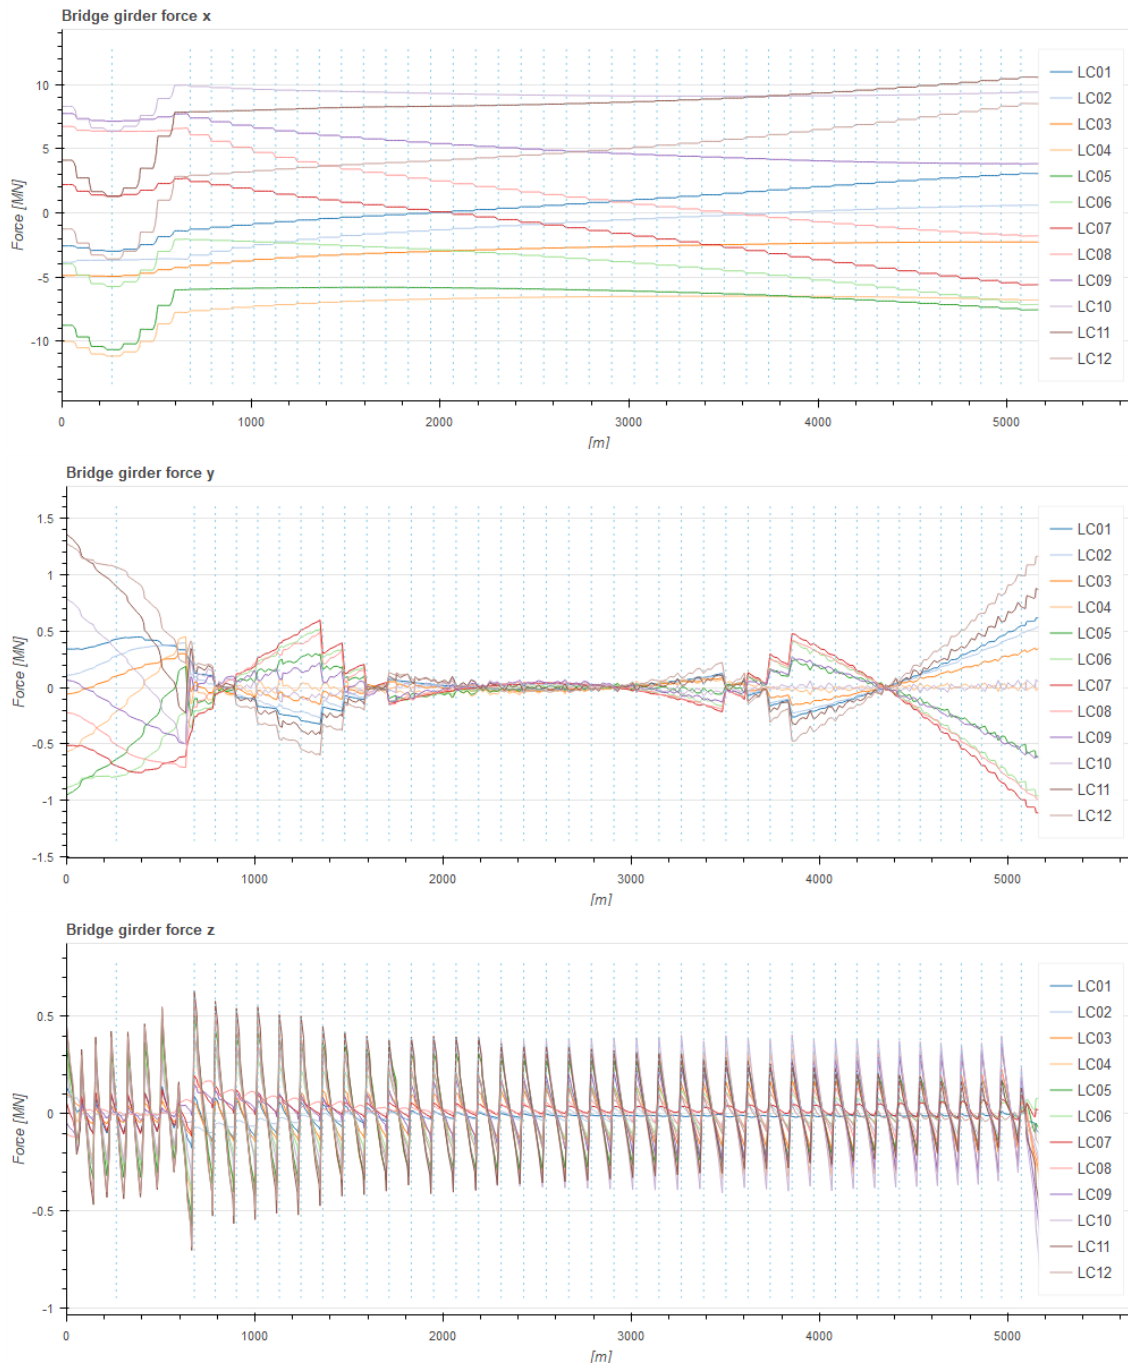 Bridge girder force x
10
5
0
-5
-10
Force [MN]
0 1000 2000 3000 4000 5000
[m]
LC01
LC02
LC03
LC04
LC05
LC06
LC07
LC08
LC09
LC10
LC11
LC12
Bridge girder force y
1.5
1
0.5
0
-0.5
-1
-1.5
Force [MN]
0 1000 2000 3000 4000 5000
[m]
LC01
LC02
LC03
LC04
LC05
LC06
LC07
LC08
LC09
LC10
LC11
LC12
Bridge girder force z
0.5
0
-0.5
-1
Force [MN]
0 1000 2000 3000 4000 5000
[m]
LC01
LC02
LC03
LC04
LC05
LC06
LC07
LC08
LC09
LC10
LC11
LC12